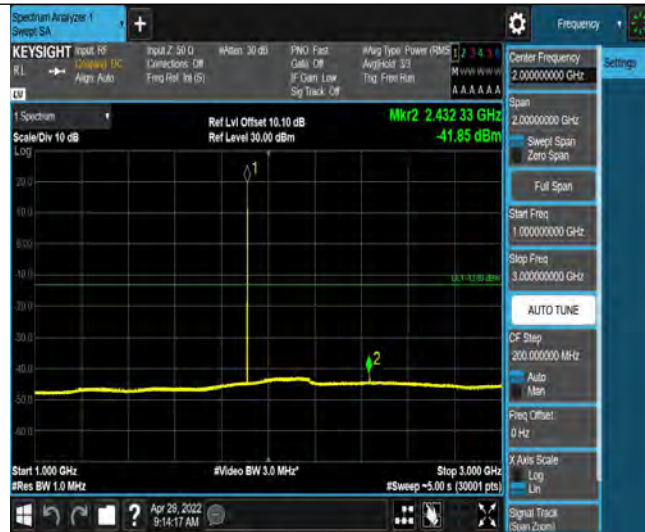 Spectrum Analyzer 1
Swept SA
Frequency
KEYSIGHT Input: RF
RL
Coupling: DC
Align: Auto
LV
Input Z: 50 Ω
Corrections: Off
Freq Ref: Int (S)
#Atten: 30 dB
PNO: Fast
Gate: Off
IF Gain: Low
Sig Track: Off
#Avg Type: Power (RMS
Avg|Hold: 3/3
Trig: Free Run
1 2 3 4 5 6
M W W W W W
A A A A A A
Center Frequency
2.000000000 GHz
Settings
Span
2.00000000 GHz
Swept Span
Zero Span
Full Span
Start Freq
1.000000000 GHz
Stop Freq
3.000000000 GHz
AUTO TUNE
CF Step
200.000000 MHz
Auto
Man
Freq Offset
0 Hz
X Axis Scale
Log
Lin
Signal Track
(Span Zoom)
1 Spectrum
Scale/Div 10 dB
Ref Lvl Offset 10.10 dB
Ref Level 30.00 dBm
Mkr2 2.432 33 GHz
-41.85 dBm
Log
1
20.0
10.0
0.00
-10.0
-20.0
-30.0
2
-40.0
-50.0
-60.0
Start 1.000 GHz
#Res BW 1.0 MHz
#Video BW 3.0 MHz*
Stop 3.000 GHz
#Sweep ~5.00 s (30001 pts)
?
Apr 29, 2022
9:14:17 AM